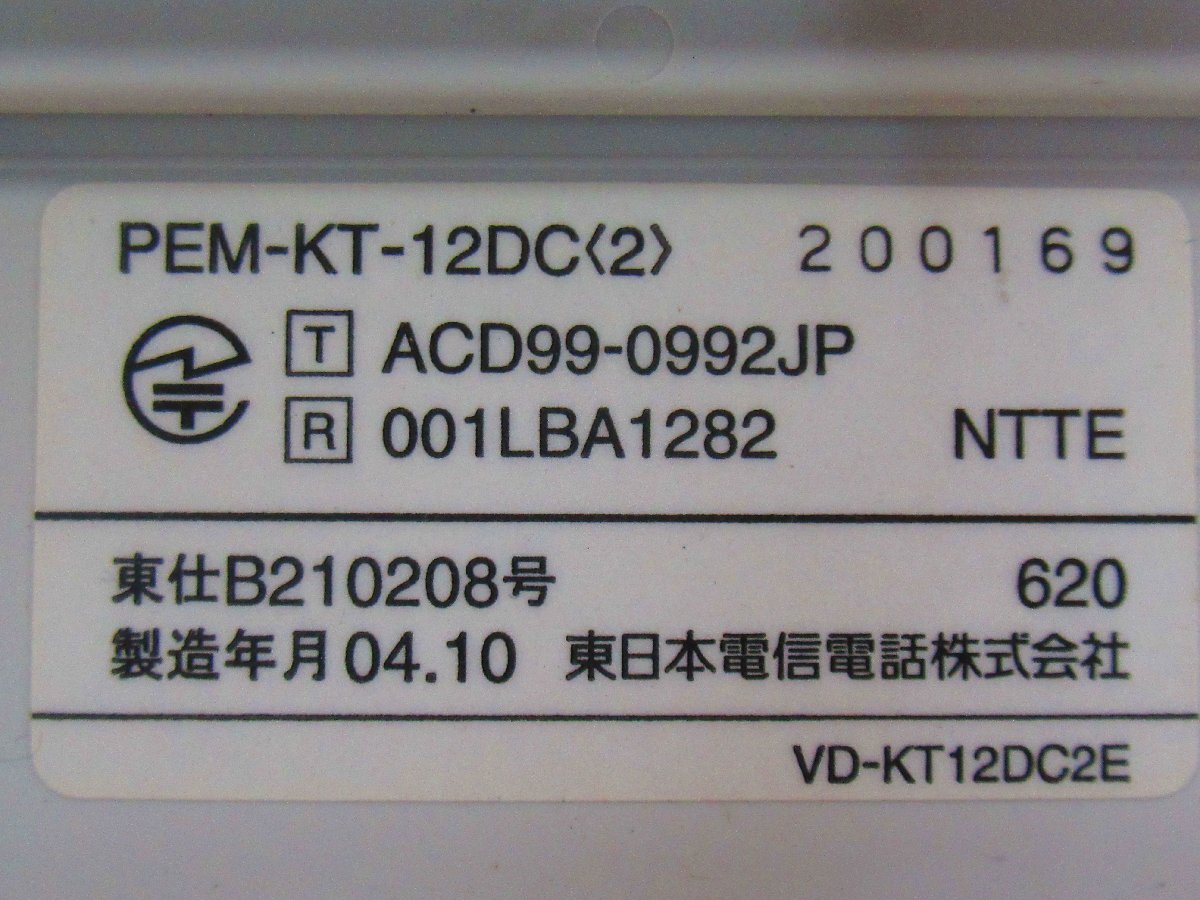 PEM-KT-12DC〈2〉 200169
T ACD99-0992JP
R 001LBA1282 NTTE
東仕B210208号 620
製造年月04.10 東日本電信電話株式会社
VD-KT12DC2E